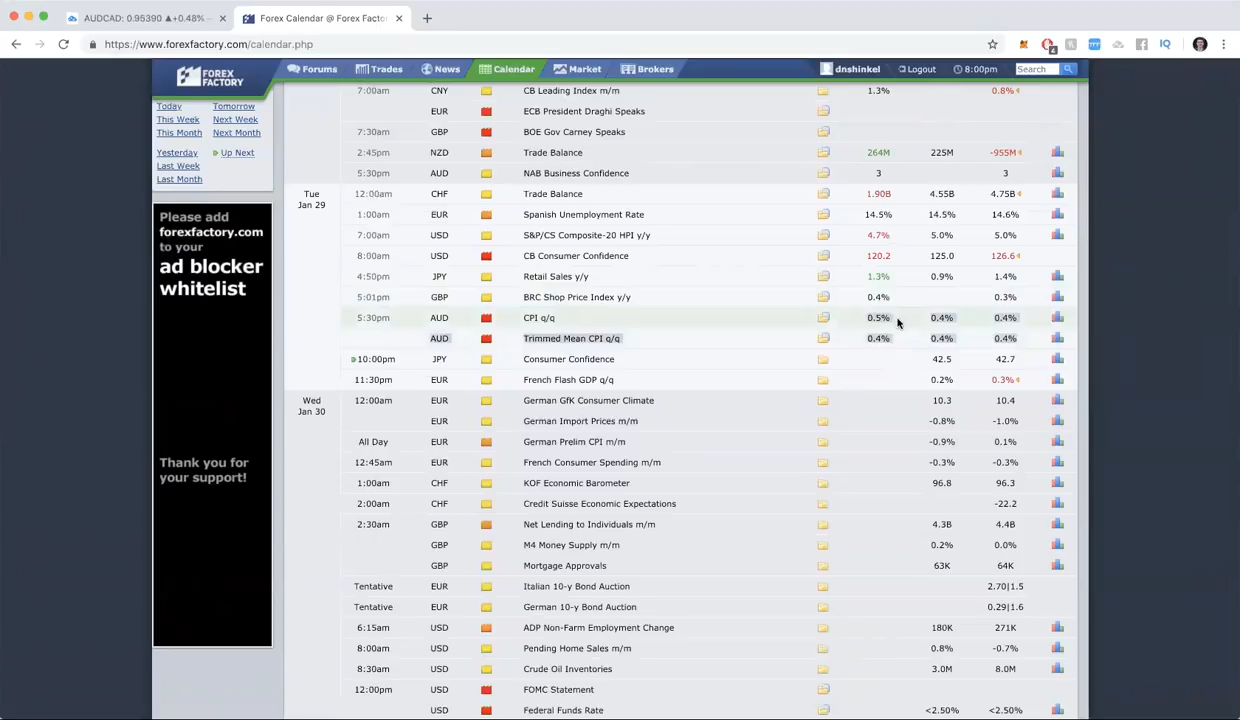 AUDCAD: 0.95390 ▲+0.48% ×
Forex Calendar @ Forex Facto ×
https://www.forexfactory.com/calendar.php
4
TFF
IQ
FOREX FACTORY
Forums
Trades
News
Calendar
Market
Brokers
dnshinkel
Logout
8:00pm
Search
Today Tomorrow
This Week Next Week
This Month Next Month
Yesterday Up Next
Last Week
Last Month
Please add
forexfactory.com
to your
ad blocker
whitelist
Thank you for
your support!
7:00am CNY CB Leading Index m/m 1.3% 0.8%
EUR ECB President Draghi Speaks
7:30am GBP BOE Gov Carney Speaks
2:45pm NZD Trade Balance 264M 225M -955M
5:30pm AUD NAB Business Confidence 3 3
Tue
Jan 29
12:00am CHF Trade Balance 1.90B 4.55B 4.75B
1:00am EUR Spanish Unemployment Rate 14.5% 14.5% 14.6%
7:00am USD S&P/CS Composite-20 HPI y/y 4.7% 5.0% 5.0%
8:00am USD CB Consumer Confidence 120.2 125.0 126.6
4:50pm JPY Retail Sales y/y 1.3% 0.9% 1.4%
5:01pm GBP BRC Shop Price Index y/y 0.4% 0.3%
5:30pm AUD CPI q/q 0.5% 0.4% 0.4%
AUD Trimmed Mean CPI q/q 0.4% 0.4% 0.4%
10:00pm JPY Consumer Confidence 42.5 42.7
11:30pm EUR French Flash GDP q/q 0.2% 0.3%
Wed
Jan 30
12:00am EUR German GfK Consumer Climate 10.3 10.4
EUR German Import Prices m/m -0.8% -1.0%
All Day EUR German Prelim CPI m/m -0.9% 0.1%
12:45am EUR French Consumer Spending m/m -0.3% -0.3%
1:00am CHF KOF Economic Barometer 96.8 96.3
2:00am CHF Credit Suisse Economic Expectations -22.2
2:30am GBP Net Lending to Individuals m/m 4.3B 4.4B
GBP M4 Money Supply m/m 0.2% 0.0%
GBP Mortgage Approvals 63K 64K
Tentative EUR Italian 10-y Bond Auction 2.70|1.5
Tentative EUR German 10-y Bond Auction 0.29|1.6
6:15am USD ADP Non-Farm Employment Change 180K 271K
8:00am USD Pending Home Sales m/m 0.8% -0.7%
8:30am USD Crude Oil Inventories 3.0M 8.0M
12:00pm USD FOMC Statement
USD Federal Funds Rate <2.50% <2.50%